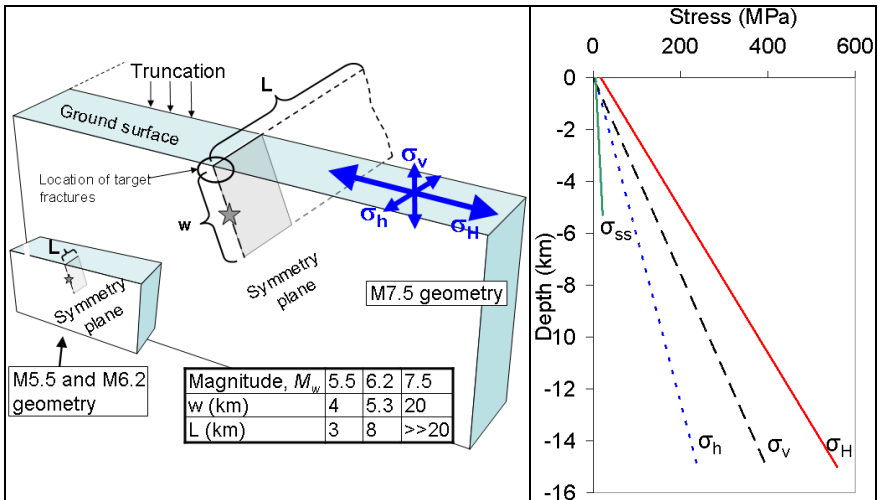 Truncation
L
Ground surface
Location of target
fractures
w
σv
σh
σH
Symmetry
plane
M7.5 geometry
L
Symmetry
plane
M5.5 and M6.2
geometry
Magnitude, Mw 5.5 6.2 7.5
w (km) 4 5.3 20
L (km) 3 8 >>20
Stress (MPa)
0 200 400 600
0
-2
-4
-6
-8
-10
-12
-14
-16
Depth (km)
σss
σh
σv
σH